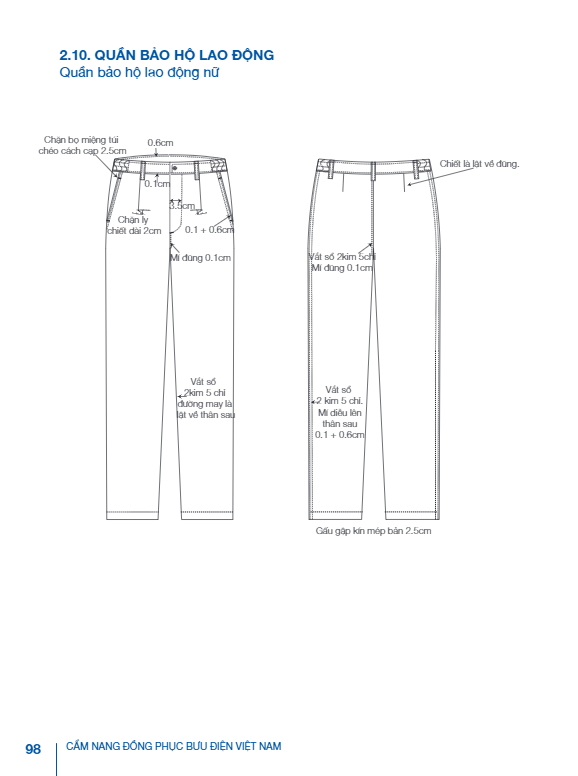 2.10. QUẦN BẢO HỘ LAO ĐỘNG
Quần bảo hộ lao động nữ
Chặn bọ miệng túi
chéo cách cạp 2.5cm
0.6cm
0.1cm
3.5cm
Chặn ly
chiết dài 2cm
0.1 + 0.6cm
Mí đũng 0.1cm
Vắt sổ
2kim 5 chỉ
đường may là
lật về thân sau
Chiết là lật về đũng.
Vắt sổ 2kim 5chỉ
Mí đũng 0.1cm
Vắt sổ
2 kim 5 chỉ.
Mí diễu lên
thân sau
0.1 + 0.6cm
Gấu gập kín mép bản 2.5cm
98
CẨM NANG ĐỒNG PHỤC BƯU ĐIỆN VIỆT NAM